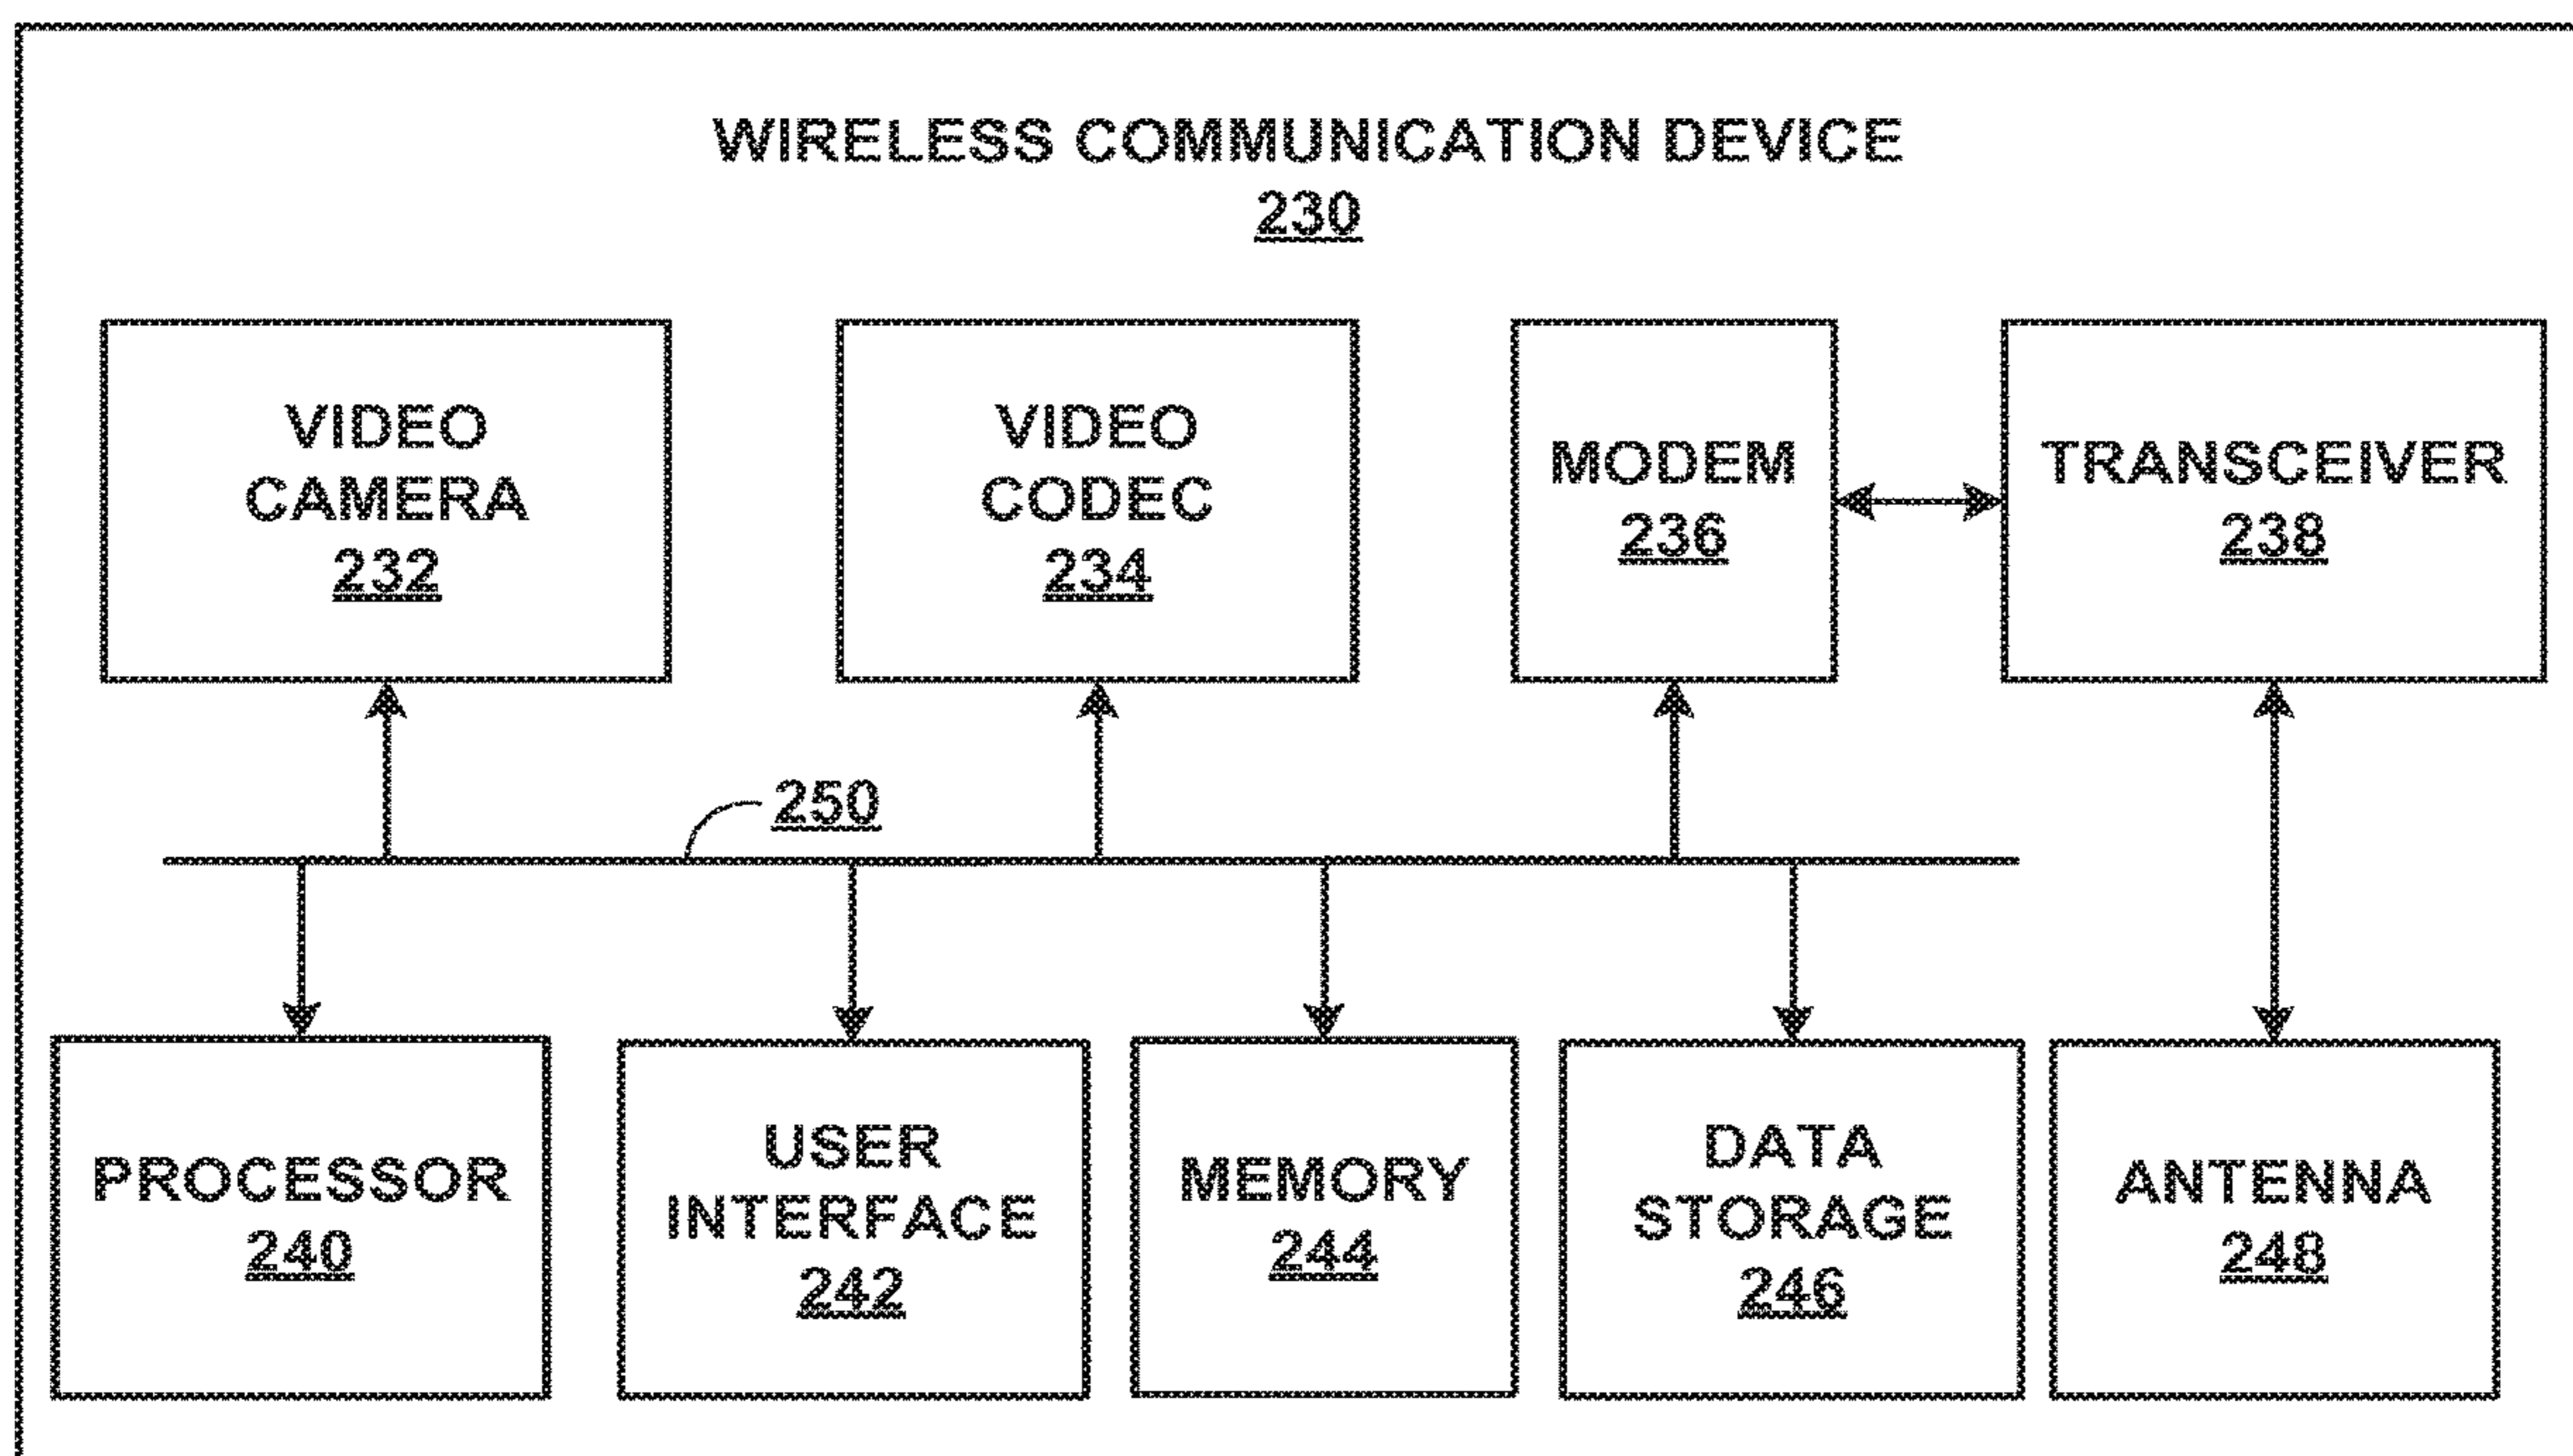 WIRELESS COMMUNICATION DEVICE
230
VIDEO
CAMERA
232
VIDEO
CODEC
234
MODEM
236
TRANSCEIVER
238
250
PROCESSOR
240
USER
INTERFACE
242
MEMORY
244
DATA
STORAGE
246
ANTENNA
248